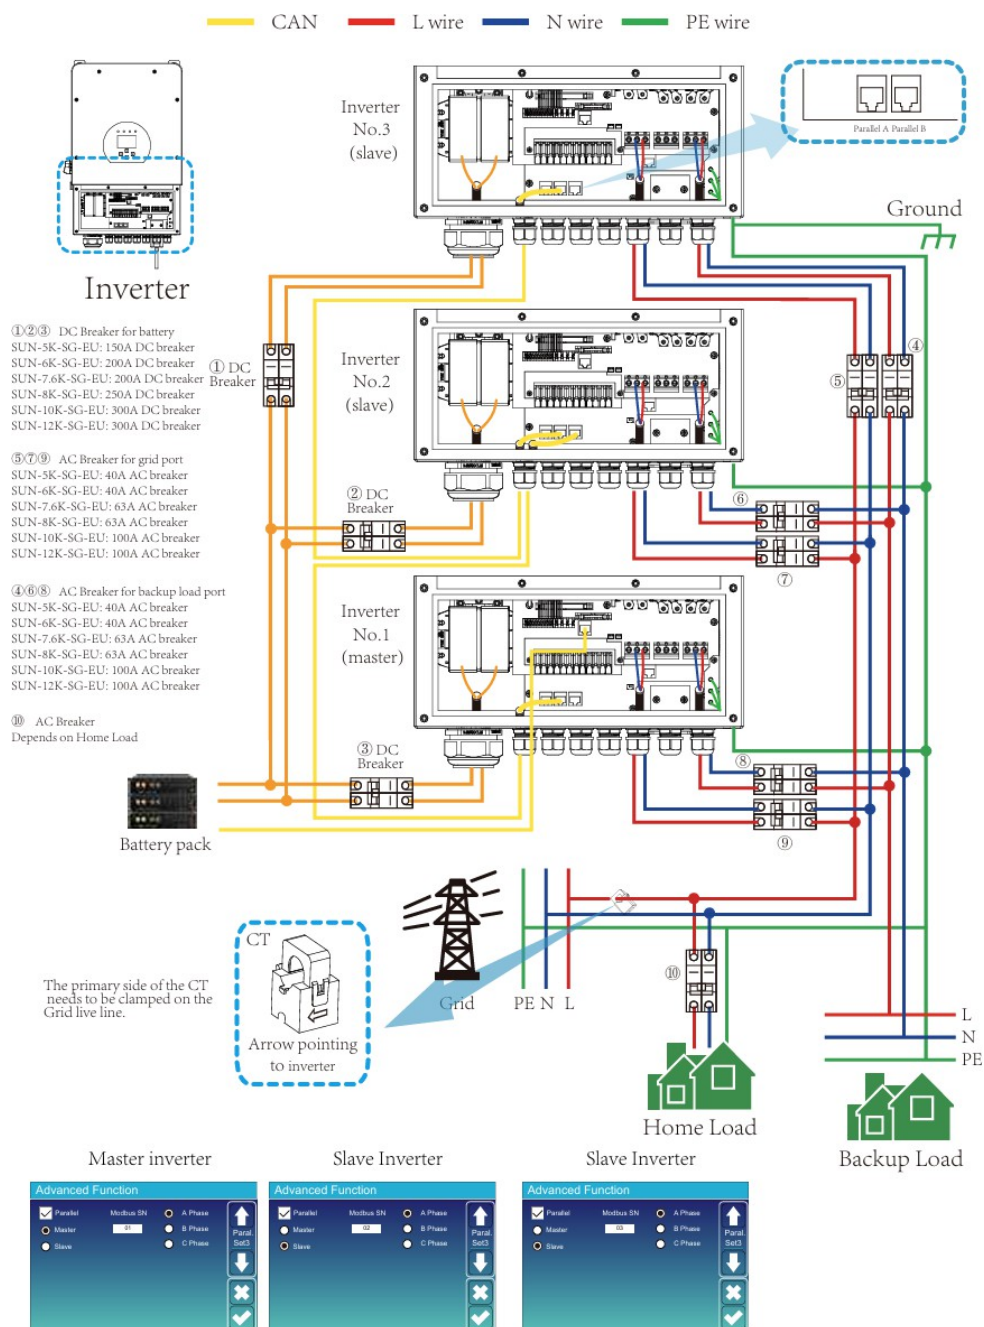 CAN
L wire
N wire
PE wire
Inverter
No.3
(slave)
Parallel A Parallel B
Ground
Inverter
①②③ DC Breaker for battery
SUN-5K-SG-EU: 150A DC breaker
SUN-6K-SG-EU: 200A DC breaker
SUN-7.6K-SG-EU: 200A DC breaker
SUN-8K-SG-EU: 250A DC breaker
SUN-10K-SG-EU: 300A DC breaker
SUN-12K-SG-EU: 300A DC breaker
① DC
Breaker
Inverter
No.2
(slave)
④
⑤
⑤⑦⑨ AC Breaker for grid port
SUN-5K-SG-EU: 40A AC breaker
SUN-6K-SG-EU: 40A AC breaker
SUN-7.6K-SG-EU: 63A AC breaker
SUN-8K-SG-EU: 63A AC breaker
SUN-10K-SG-EU: 100A AC breaker
SUN-12K-SG-EU: 100A AC breaker
② DC
Breaker
⑥
⑦
④⑥⑧ AC Breaker for backup load port
SUN-5K-SG-EU: 40A AC breaker
SUN-6K-SG-EU: 40A AC breaker
SUN-7.6K-SG-EU: 63A AC breaker
SUN-8K-SG-EU: 63A AC breaker
SUN-10K-SG-EU: 100A AC breaker
SUN-12K-SG-EU: 100A AC breaker
Inverter
No.1
(master)
⑩ AC Breaker
Depends on Home Load
③ DC
Breaker
⑧
⑨
Battery pack
CT
The primary side of the CT
needs to be clamped on the
Grid live line.
Arrow pointing
to inverter
Grid
PE N L
⑩
L
N
PE
Home Load
Backup Load
Master inverter
Slave Inverter
Slave Inverter
Advanced Function
Parallel
Modbus SN
A Phase
Master
01
B Phase
Slave
C Phase
Paral.
Set3
Advanced Function
Parallel
Modbus SN
A Phase
Master
02
B Phase
Slave
C Phase
Paral.
Set3
Advanced Function
Parallel
Modbus SN
A Phase
Master
03
B Phase
Slave
C Phase
Paral.
Set3